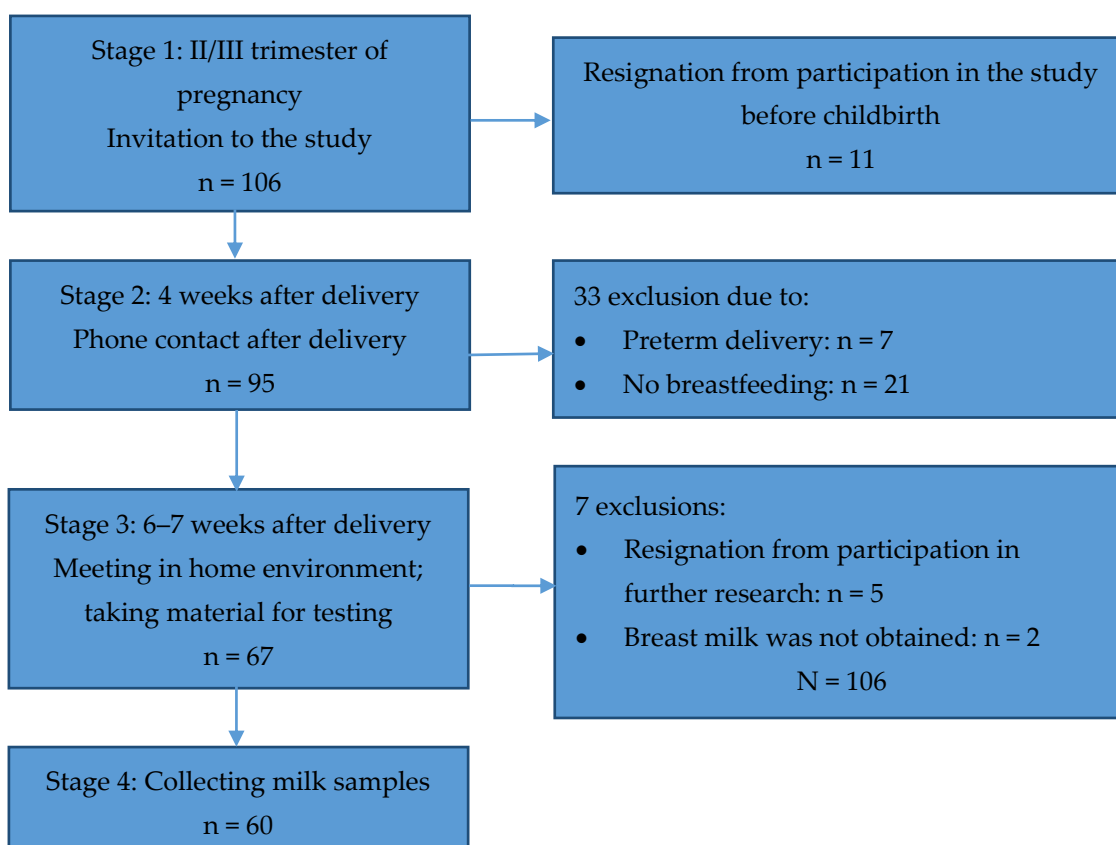 Stage 1: II/III trimester of
pregnancy
Invitation to the study
n = 106
Resignation from participation in the study
before childbirth
n = 11
Stage 2: 4 weeks after delivery
Phone contact after delivery
n = 95
33 exclusion due to:
• Preterm delivery: n = 7
• No breastfeeding: n = 21
Stage 3: 6–7 weeks after delivery
Meeting in home environment;
taking material for testing
n = 67
7 exclusions:
• Resignation from participation in
further research: n = 5
• Breast milk was not obtained: n = 2
N = 106
Stage 4: Collecting milk samples
n = 60